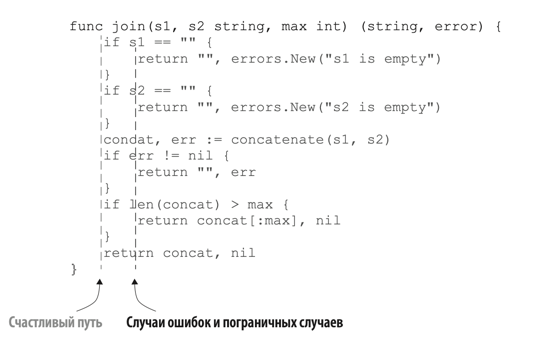 func join(s1, s2 string, max int) (string, error) {
if s1 == "" {
return "", errors.New("s1 is empty")
}
if s2 == "" {
return "", errors.New("s2 is empty")
}
concat, err := concatenate(s1, s2)
if err != nil {
return "", err
}
if len(concat) > max {
return concat[:max], nil
}
return concat, nil
}
Счастливый путь Случаи ошибок и пограничных случаев